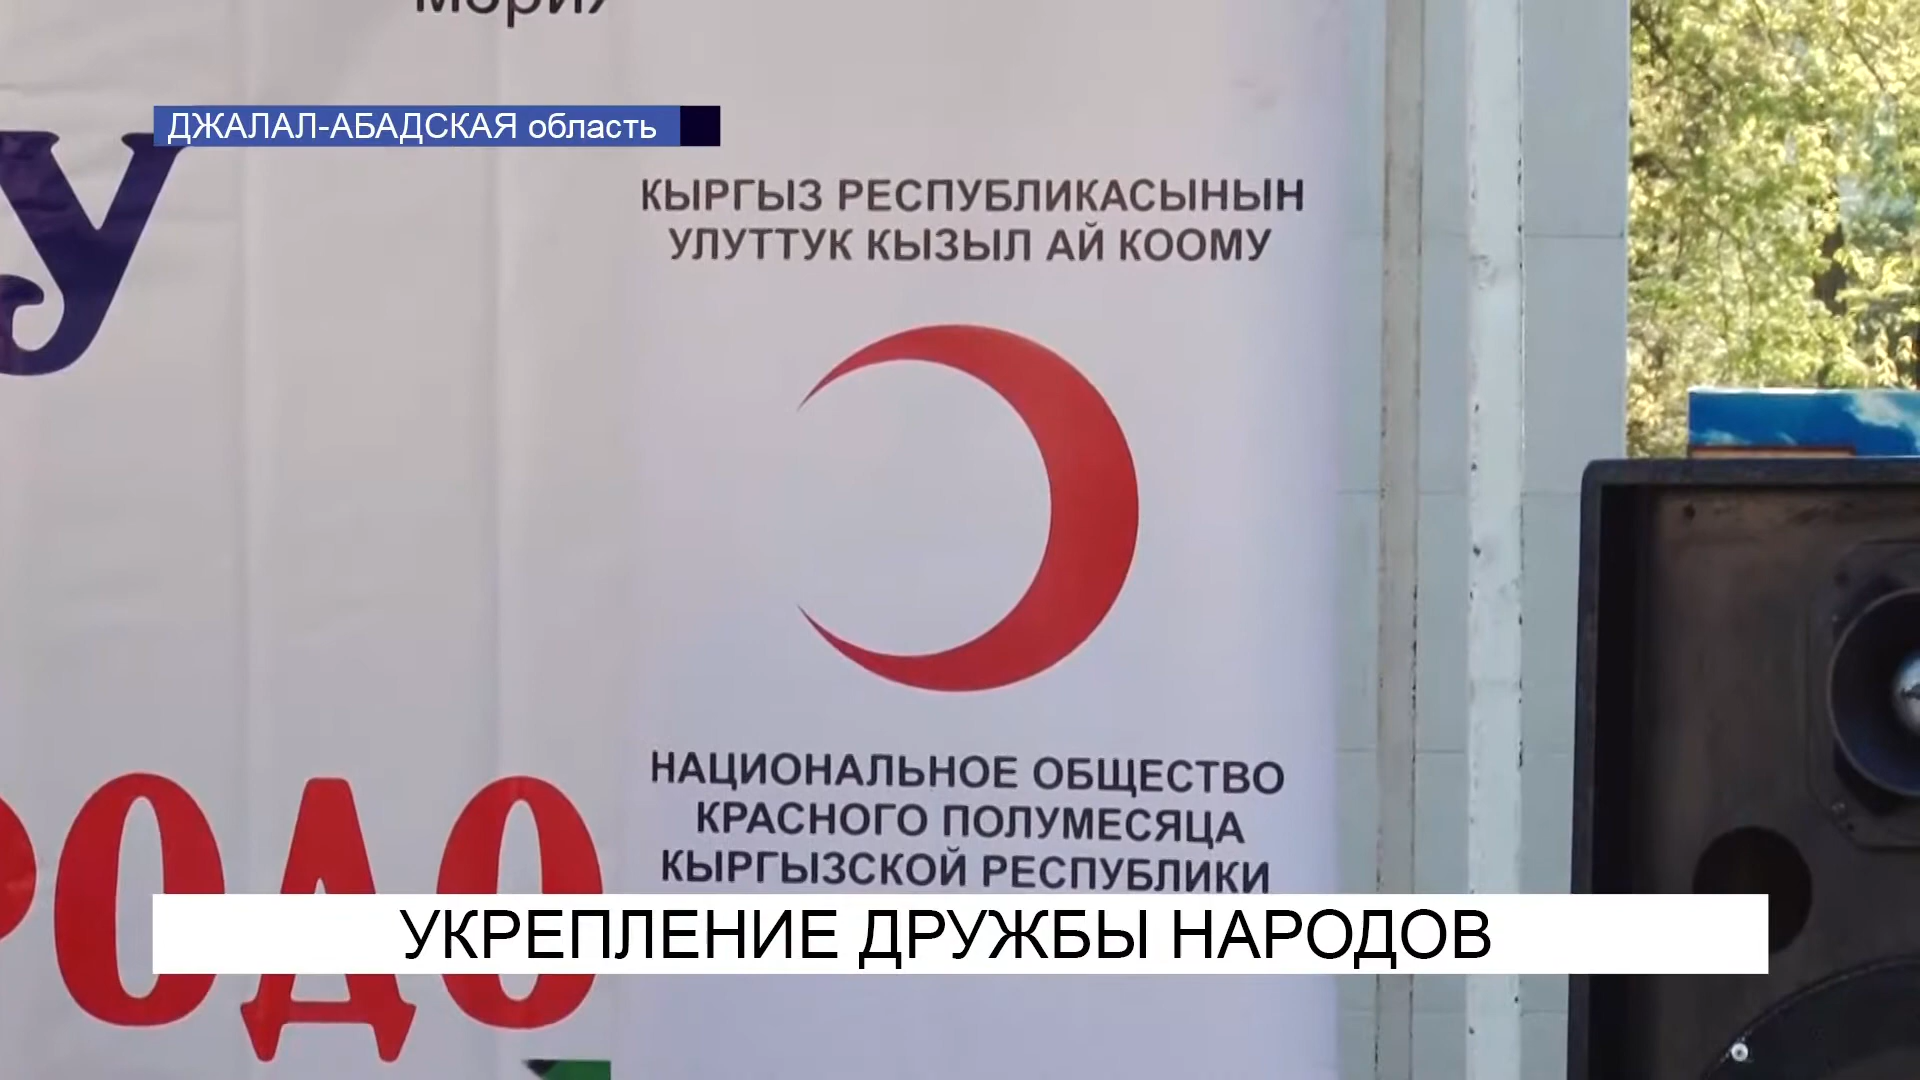 ДЖАЛАЛ-АБАДСКАЯ область
КЫРГЫЗ РЕСПУБЛИКАСЫНЫН
УЛУТТУК КЫЗЫЛ АЙ КООМУ
НАЦИОНАЛЬНОЕ ОБЩЕСТВО
КРАСНОГО ПОЛУМЕСЯЦА
КЫРГЫЗСКОЙ РЕСПУБЛИКИ
УКРЕПЛЕНИЕ ДРУЖБЫ НАРОДОВ